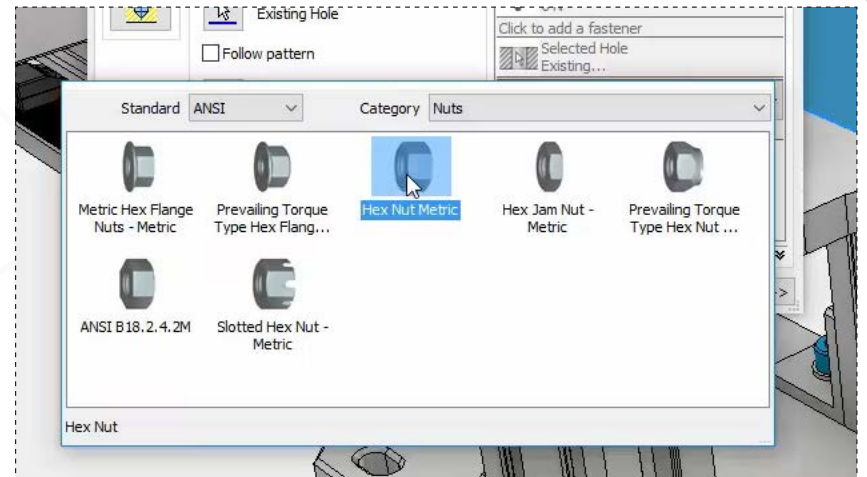 Existing Hole
Click to add a fastener
Follow pattern
Selected Hole
Existing...
Standard ANSI Category Nuts
Metric Hex Flange Nuts - Metric
Prevailing Torque Type Hex Flang...
Hex Nut Metric
Hex Jam Nut - Metric
Prevailing Torque Type Hex Nut ...
ANSI B18.2.4.2M
Slotted Hex Nut - Metric
Hex Nut